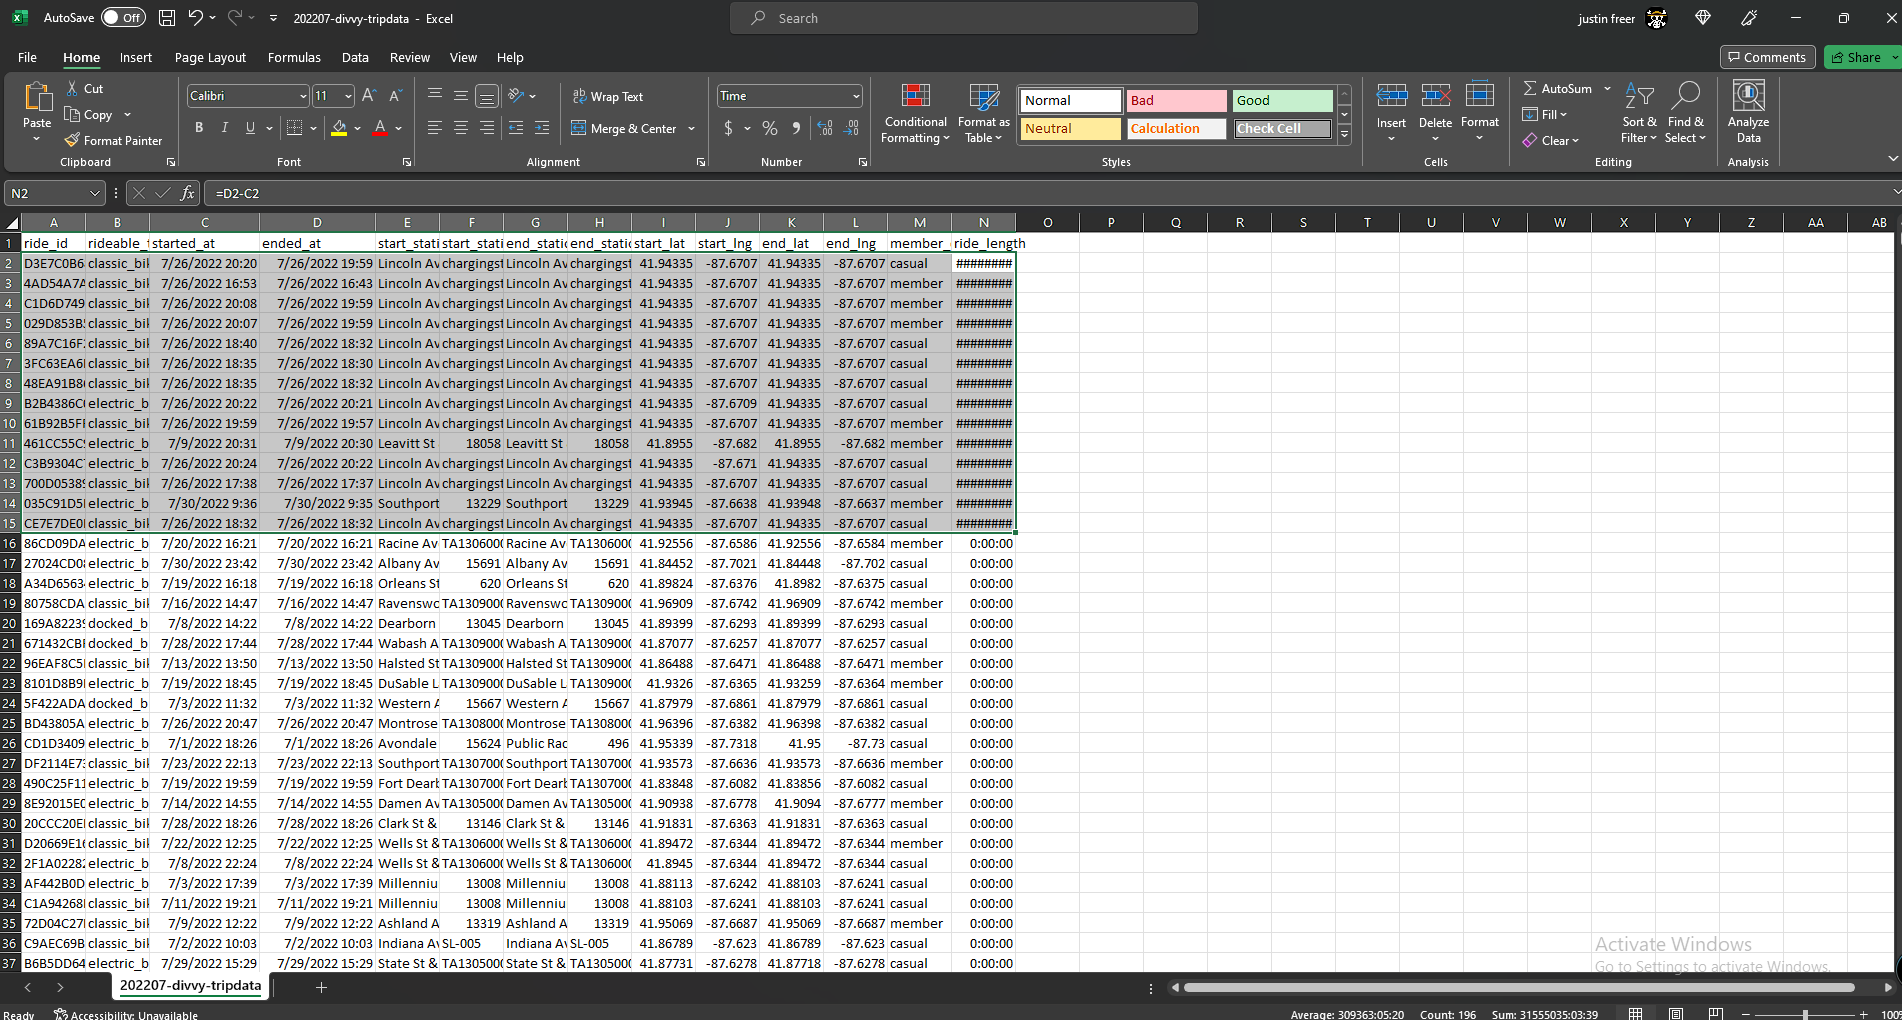 AutoSave Off 202207-divvy-tripdata - Excel Search justin freer
File Home Insert Page Layout Formulas Data Review View Help Comments Share
Paste Cut Copy Format Painter Clipboard
Calibri 11 A A B I U A Font
Wrap Text Merge & Center Alignment
Time $ % 9 Number
Conditional Formatting Format as Table
Normal Bad Good
Neutral Calculation Check Cell
Styles
Insert Delete Format Cells
AutoSum Fill Clear Sort & Filter Find & Select Editing
Analyze Data Analysis
N2 fx =D2-C2
A B C D E F G H I J K L M N O P Q R S T U V W X Y Z AA AB
1 ride_id rideable_ started_at ended_at start_stati start_stati end_static end_static start_lat start_lng end_lat end_lng member_ ride_length
2 D3E7C0B6 classic_bil 7/26/2022 20:20 7/26/2022 19:59 Lincoln Av chargingst Lincoln Av chargingst 41.94335 -87.6707 41.94335 -87.6707 casual ########
3 4AD54A7A classic_bil 7/26/2022 16:53 7/26/2022 16:43 Lincoln Av chargingst Lincoln Av chargingst 41.94335 -87.6707 41.94335 -87.6707 member ########
4 C1D6D749 classic_bil 7/26/2022 20:08 7/26/2022 19:59 Lincoln Av chargingst Lincoln Av chargingst 41.94335 -87.6707 41.94335 -87.6707 member ########
5 029D853B classic_bil 7/26/2022 20:07 7/26/2022 19:59 Lincoln Av chargingst Lincoln Av chargingst 41.94335 -87.6707 41.94335 -87.6707 member ########
6 89A7C16F classic_bil 7/26/2022 18:40 7/26/2022 18:32 Lincoln Av chargingst Lincoln Av chargingst 41.94335 -87.6707 41.94335 -87.6707 casual ########
7 3FC63EA6 classic_bil 7/26/2022 18:35 7/26/2022 18:30 Lincoln Av chargingst Lincoln Av chargingst 41.94335 -87.6707 41.94335 -87.6707 casual ########
8 48EA91B8 classic_bil 7/26/2022 18:35 7/26/2022 18:32 Lincoln Av chargingst Lincoln Av chargingst 41.94335 -87.6707 41.94335 -87.6707 casual ########
9 B2B4386C electric_b 7/26/2022 20:22 7/26/2022 20:21 Lincoln Av chargingst Lincoln Av chargingst 41.94335 -87.6709 41.94335 -87.6707 casual ########
10 61B92B5F classic_bil 7/26/2022 19:59 7/26/2022 19:57 Lincoln Av chargingst Lincoln Av chargingst 41.94335 -87.6707 41.94335 -87.6707 casual ########
11 461CC55C electric_b 7/9/2022 20:31 7/9/2022 20:30 Leavitt St 18058 Leavitt St 18058 41.8955 -87.682 41.8955 -87.682 member ########
12 C3B9304C electric_b 7/26/2022 20:24 7/26/2022 20:22 Lincoln Av chargingst Lincoln Av chargingst 41.94335 -87.671 41.94335 -87.6707 casual ########
13 700D0538 classic_bil 7/26/2022 17:38 7/26/2022 17:37 Lincoln Av chargingst Lincoln Av chargingst 41.94335 -87.6707 41.94335 -87.6707 casual ########
14 035C91D5 electric_b 7/30/2022 9:36 7/30/2022 9:35 Southport 13229 Southport 13229 41.93945 -87.6638 41.93948 -87.6637 member ########
15 CE7E7DE0 classic_bil 7/26/2022 18:32 7/26/2022 18:32 Lincoln Av chargingst Lincoln Av chargingst 41.94335 -87.6707 41.94335 -87.6707 casual ########
16 86CD09DA electric_b 7/20/2022 16:21 7/20/2022 16:21 Racine Av TA130600( Racine Av TA130600( 41.92556 -87.6586 41.92556 -87.6584 member 0:00:00
17 27024CD0 electric_b 7/30/2022 23:42 7/30/2022 23:42 Albany Av 15691 Albany Av 15691 41.84452 -87.7021 41.84448 -87.702 casual 0:00:00
18 A34D6563 electric_b 7/19/2022 16:18 7/19/2022 16:18 Orleans St 620 Orleans St 620 41.89824 -87.6376 41.8982 -87.6375 casual 0:00:00
19 80758CDA classic_bil 7/16/2022 14:47 7/16/2022 14:47 Ravenswc TA130900( Ravenswc TA130900( 41.96909 -87.6742 41.96909 -87.6742 member 0:00:00
20 169A8223 docked_b 7/8/2022 14:22 7/8/2022 14:22 Dearborn 13045 Dearborn 13045 41.89399 -87.6293 41.89399 -87.6293 casual 0:00:00
21 671432CB docked_b 7/28/2022 17:44 7/28/2022 17:44 Wabash A TA130900( Wabash A TA130900( 41.87077 -87.6257 41.87077 -87.6257 casual 0:00:00
22 96EAF8C5 classic_bil 7/13/2022 13:50 7/13/2022 13:50 Halsted St TA130900( Halsted St TA130900( 41.86488 -87.6471 41.86488 -87.6471 member 0:00:00
23 8101D8B9 electric_b 7/19/2022 18:45 7/19/2022 18:45 DuSable L TA130900( DuSable L TA130900( 41.9326 -87.6365 41.93259 -87.6364 member 0:00:00
24 5F422ADA docked_b 7/3/2022 11:32 7/3/2022 11:32 Western A 15667 Western A 15667 41.87979 -87.6861 41.87979 -87.6861 casual 0:00:00
25 BD43805A electric_b 7/26/2022 20:47 7/26/2022 20:47 Montrose TA130800( Montrose TA130800( 41.96396 -87.6382 41.96398 -87.6382 casual 0:00:00
26 CD1D3409 electric_b 7/1/2022 18:26 7/1/2022 18:26 Avondale 15624 Public Rac 496 41.95339 -87.7318 41.95 -87.73 casual 0:00:00
27 DF2114E7 classic_bil 7/23/2022 22:13 7/23/2022 22:13 Southport TA130700( Southport TA130700( 41.93573 -87.6636 41.93573 -87.6636 member 0:00:00
28 490C25F11 electric_b 7/19/2022 19:59 7/19/2022 19:59 Fort Dearl TA130700( Fort Dearl TA130700( 41.83848 -87.6082 41.83856 -87.6082 casual 0:00:00
29 8E92015E electric_b 7/14/2022 14:55 7/14/2022 14:55 Damen Av TA130500( Damen Av TA130500( 41.90938 -87.6778 41.9094 -87.6777 member 0:00:00
30 20CCC20E classic_bil 7/28/2022 18:26 7/28/2022 18:26 Clark St & 13146 Clark St & 13146 41.91831 -87.6363 41.91831 -87.6363 casual 0:00:00
31 D20669E1 classic_bil 7/22/2022 12:25 7/22/2022 12:25 Wells St & TA130600( Wells St & TA130600( 41.89472 -87.6344 41.89472 -87.6344 member 0:00:00
32 2F1A0228 electric_b 7/8/2022 22:24 7/8/2022 22:24 Wells St & TA130600( Wells St & TA130600( 41.8945 -87.6344 41.89472 -87.6344 casual 0:00:00
33 AF442B0D electric_b 7/3/2022 17:39 7/3/2022 17:39 Millenniu 13008 Millenniu 13008 41.88113 -87.6242 41.88103 -87.6241 casual 0:00:00
34 C1A94268 classic_bil 7/11/2022 19:21 7/11/2022 19:21 Millenniu 13008 Millenniu 13008 41.88103 -87.6241 41.88103 -87.6241 casual 0:00:00
35 72D04C27 classic_bil 7/9/2022 12:22 7/9/2022 12:22 Ashland A 13319 Ashland A 13319 41.95069 -87.6687 41.95069 -87.6687 member 0:00:00
36 C9AEC69B classic_bil 7/2/2022 10:03 7/2/2022 10:03 Indiana Av SL-005 Indiana Av SL-005 41.86789 -87.623 41.86789 -87.623 casual 0:00:00
37 B6B5DD64 electric_b 7/29/2022 15:29 7/29/2022 15:29 State St & TA130500( State St & TA130500( 41.87731 -87.6278 41.87718 -87.6278 casual 0:00:00
Activate Windows
Go to Settings to activate Windows.
202207-divvy-tripdata
Ready Accessibility: Unavailable Average: 309363:05:20 Count: 196 Sum: 31555035:03:39 100%